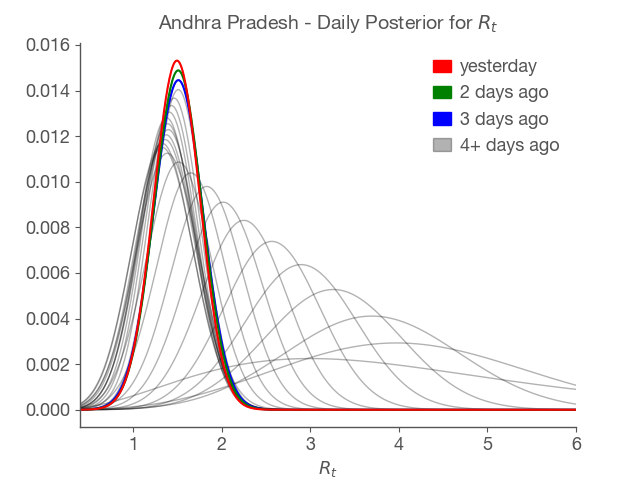 Andhra Pradesh - Daily Posterior for Rₜ
0.016
0.014
0.012
0.010
0.008
0.006
0.004
0.002
0.000
yesterday
2 days ago
3 days ago
4+ days ago
1 2 3 4 5 6
Rₜ